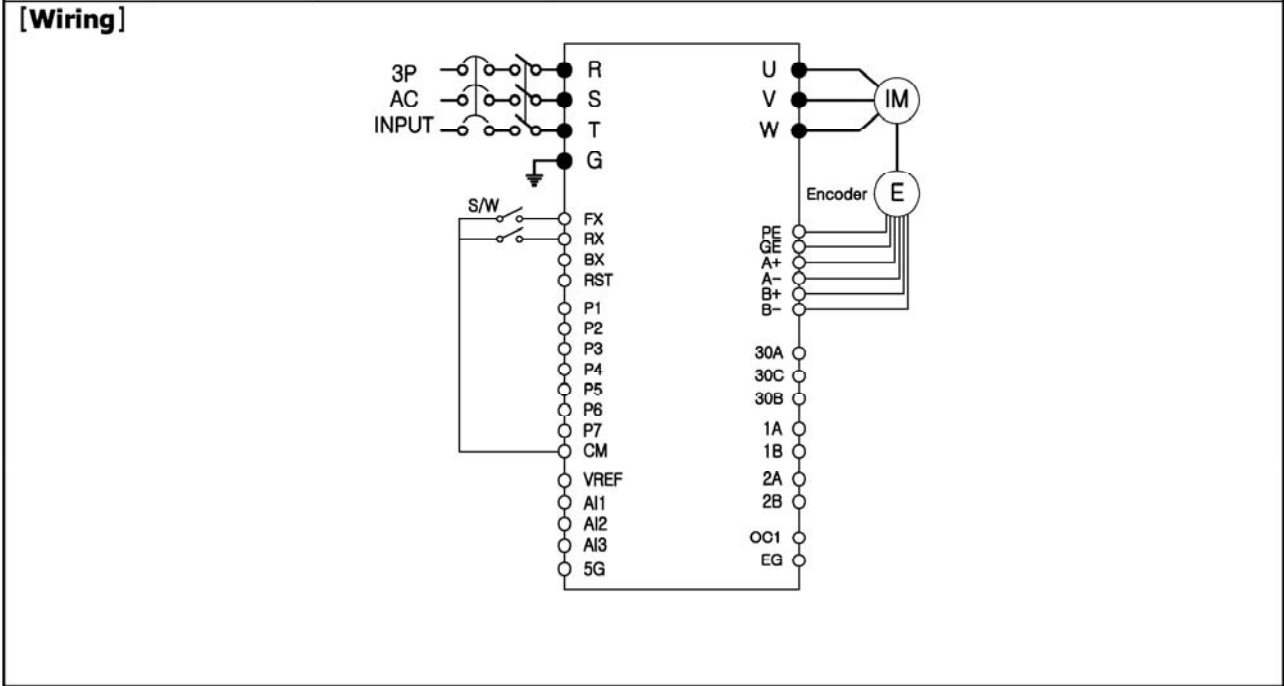 [Wiring]
3P
AC
INPUT
R
S
T
G
S/W
FX
RX
BX
RST
P1
P2
P3
P4
P5
P6
P7
CM
VREF
AI1
AI2
AI3
5G
U
V
W
IM
Encoder
E
PE
GE
A+
A-
B+
B-
30A
30C
30B
1A
1B
2A
2B
OC1
EG